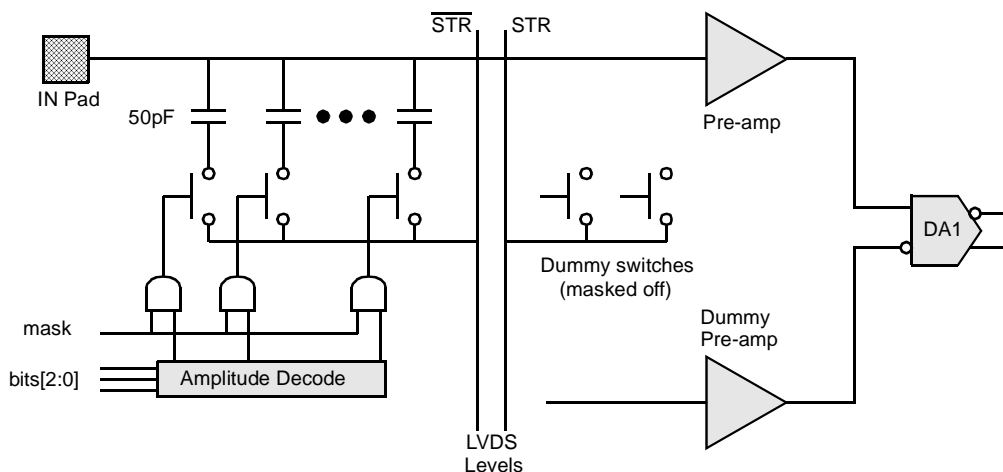 STR
STR
IN Pad
50pF
Pre-amp
DA1
Dummy switches
(masked off)
mask
Dummy
Pre-amp
bits[2:0]
Amplitude Decode
LVDS
Levels